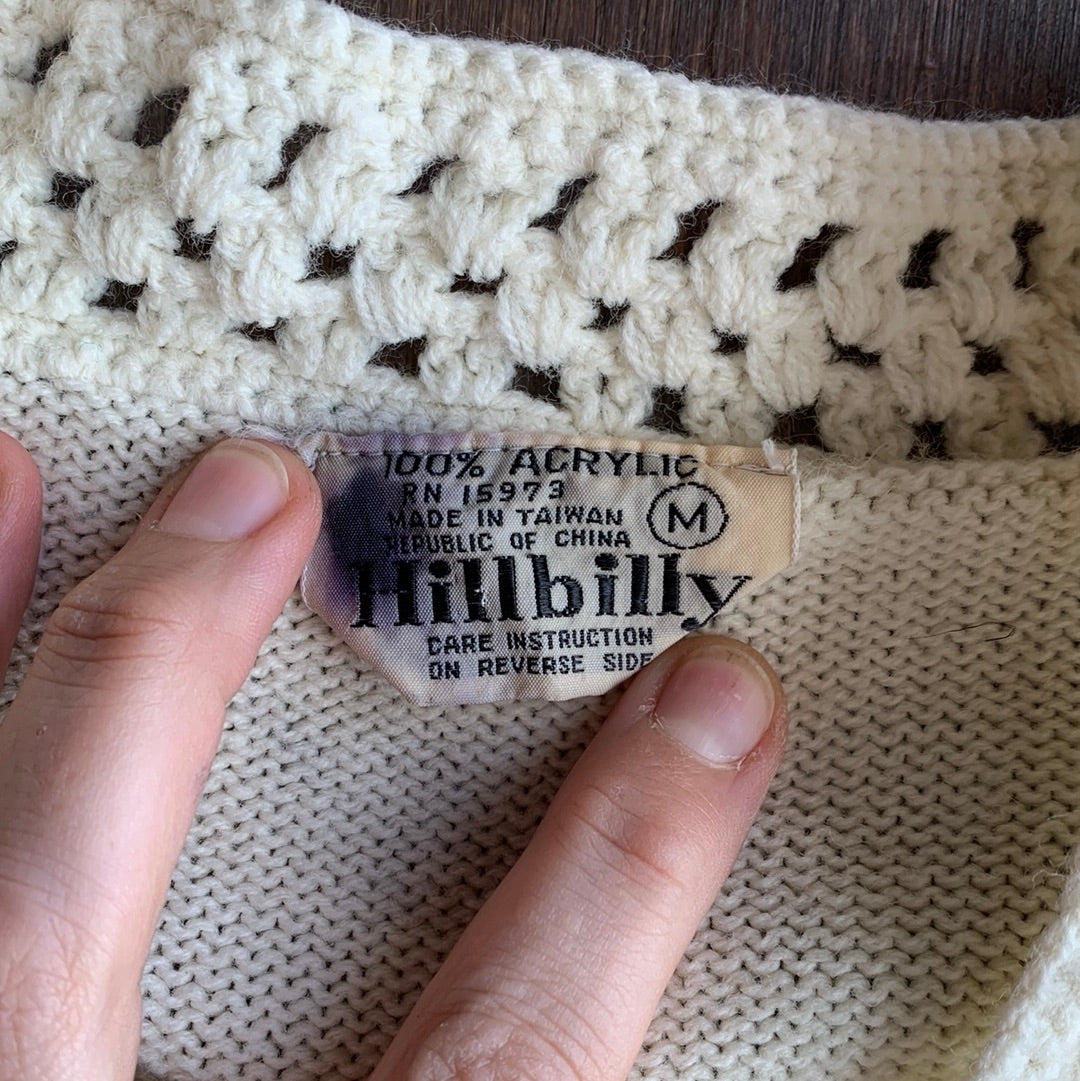 100% ACRYLIC
RN 15973
MADE IN TAIWAN
REPUBLIC OF CHINA
M
Hillbilly
CARE INSTRUCTION
ON REVERSE SIDE